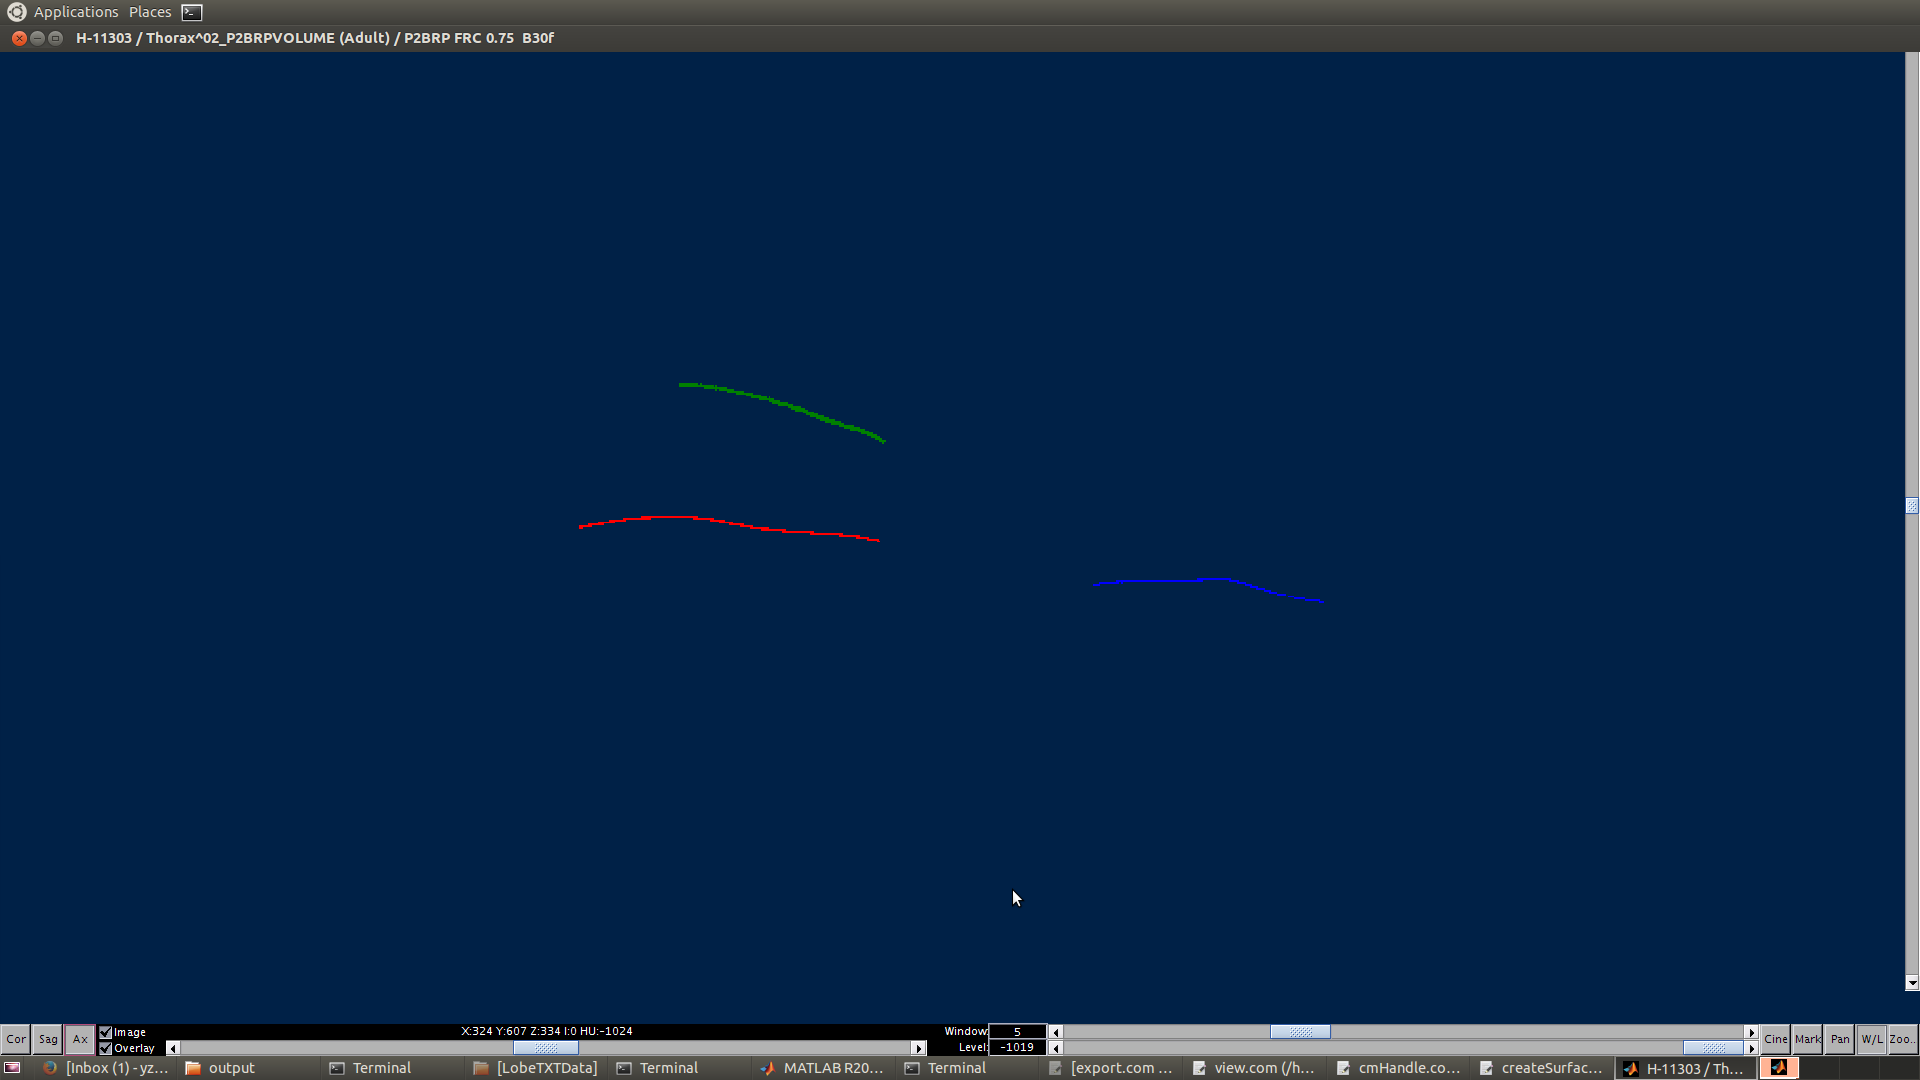 Applications Places
H-11303 / Thorax^02_P2BRPVOLUME (Adult) / P2BRP FRC 0.75 B30f
Cor Sag Ax
Image
Overlay
X:324 Y:607 Z:334 I:0 HU:-1024
Window: 5
Level: -1019
Cine Mark Pan W/L Zoo..
[Inbox (1) - yz... output Terminal [LobeTXTData] Terminal MATLAB R20... Terminal [export.com ... view.com (/h... cmHandle.co... createSurfac... H-11303 / Th...